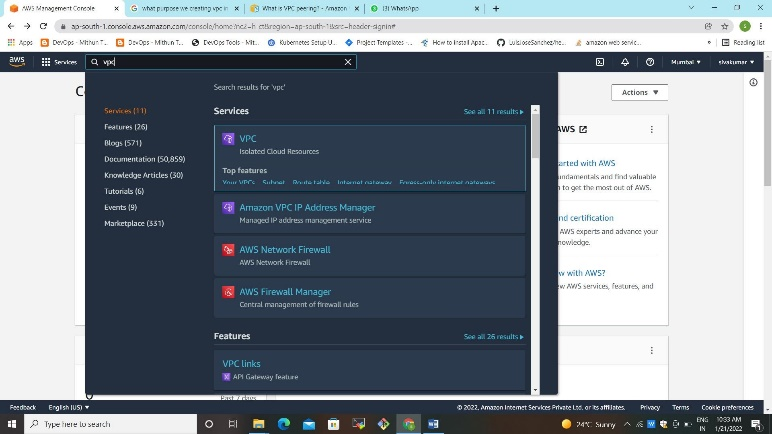 AWS Management Console
what purpose we creating vpc in
What is VPC peering? - Amazon
(3) WhatsApp
ap-south-1.console.aws.amazon.com/console/home?nc2=h_ct&region=ap-south-1&src=header-signin#
Apps
DevOps - Mithun T...
DevOps - Mithun T...
DevOps Tools - Mit...
Kubernetes Setup U...
Project Templates -...
How to Install Apac...
LuisJoseSanchez/he...
amazon web servic...
»
Reading list
aws
Services
vpc
Mumbai
sivakumar
Search results for 'vpc'
Services (11)
Features (26)
Blogs (571)
Documentation (50,859)
Knowledge Articles (30)
Tutorials (6)
Events (9)
Marketplace (331)
Services
See all 11 results
VPC
Isolated Cloud Resources
Top features
Your VPCs Subnet Route table Internet gateway Egress-only internet gateways
Amazon VPC IP Address Manager
Managed IP address management service
AWS Network Firewall
AWS Network Firewall
AWS Firewall Manager
Central management of firewall rules
Features
See all 26 results
VPC links
API Gateway feature
C
Actions
AWS
arted with AWS
undamentals and find valuable
n to get the most out of AWS.
nd certification
AWS experts and advance your
nowledge.
w with AWS?
ew AWS services, features, and
Past 7 days
Feedback
English (US)
© 2022, Amazon Internet Services Private Ltd. or its affiliates.
Privacy
Terms
Cookie preferences
Type here to search
24°C Sunny
ENG
IN
10:33 AM
1/21/2022